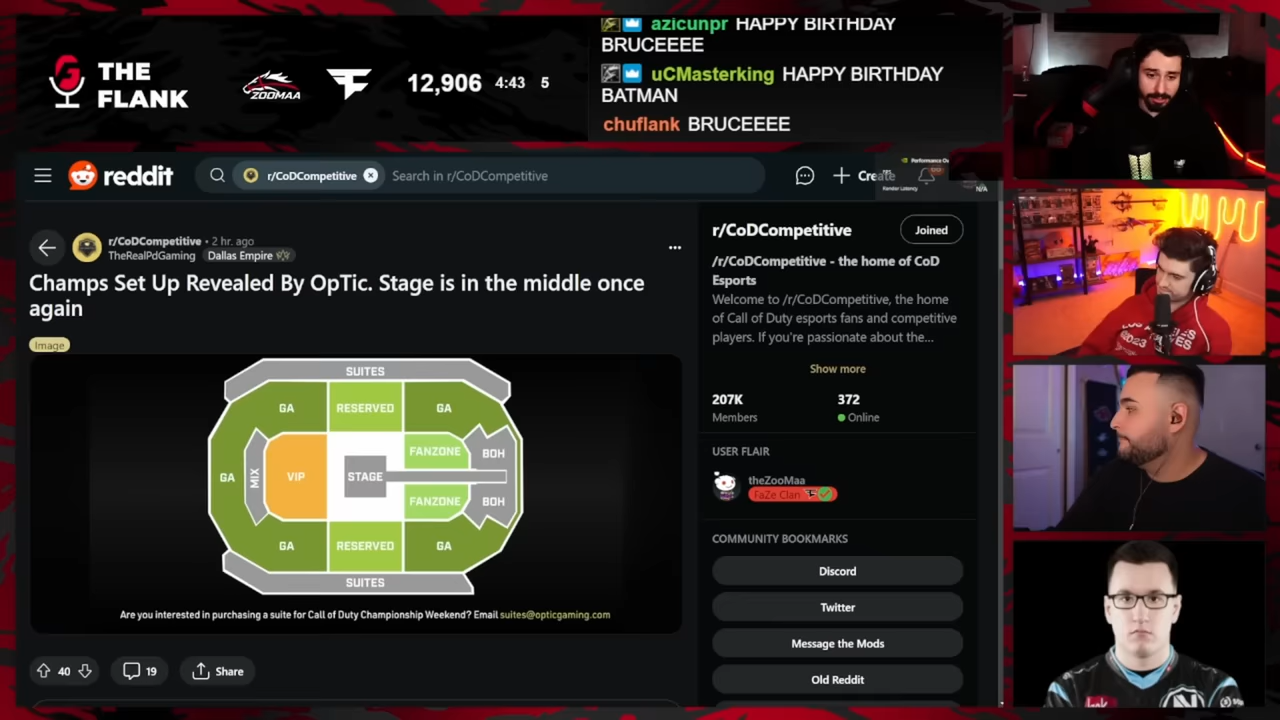 THE
FLANK
ZOOMAA
12,906 4:43 5
azicunpr HAPPY BIRTHDAY
BRUCEEEE
uCMasterking HAPPY BIRTHDAY
BATMAN
chuflank BRUCEEEE
reddit
r/CoDCompetitive
Search in r/CoDCompetitive
Create
Render Latency
N/A
r/CoDCompetitive • 2 hr. ago
TheRealPdGaming Dallas Empire
Champs Set Up Revealed By OpTic. Stage is in the middle once
again
Image
SUITES
GA RESERVED GA
GA MIX VIP STAGE FANZONE BOH
FANZONE BOH
GA RESERVED GA
SUITES
Are you interested in purchasing a suite for Call of Duty Championship Weekend? Email suites@opticgaming.com
40 19 Share
r/CoDCompetitive Joined
/r/CoDCompetitive - the home of CoD
Esports
Welcome to /r/CoDCompetitive, the home
of Call of Duty esports fans and competitive
players. If you're passionate about the...
Show more
207K 372
Members Online
USER FLAIR
theZooMaa
FaZe Clan
COMMUNITY BOOKMARKS
Discord
Twitter
Message the Mods
Old Reddit